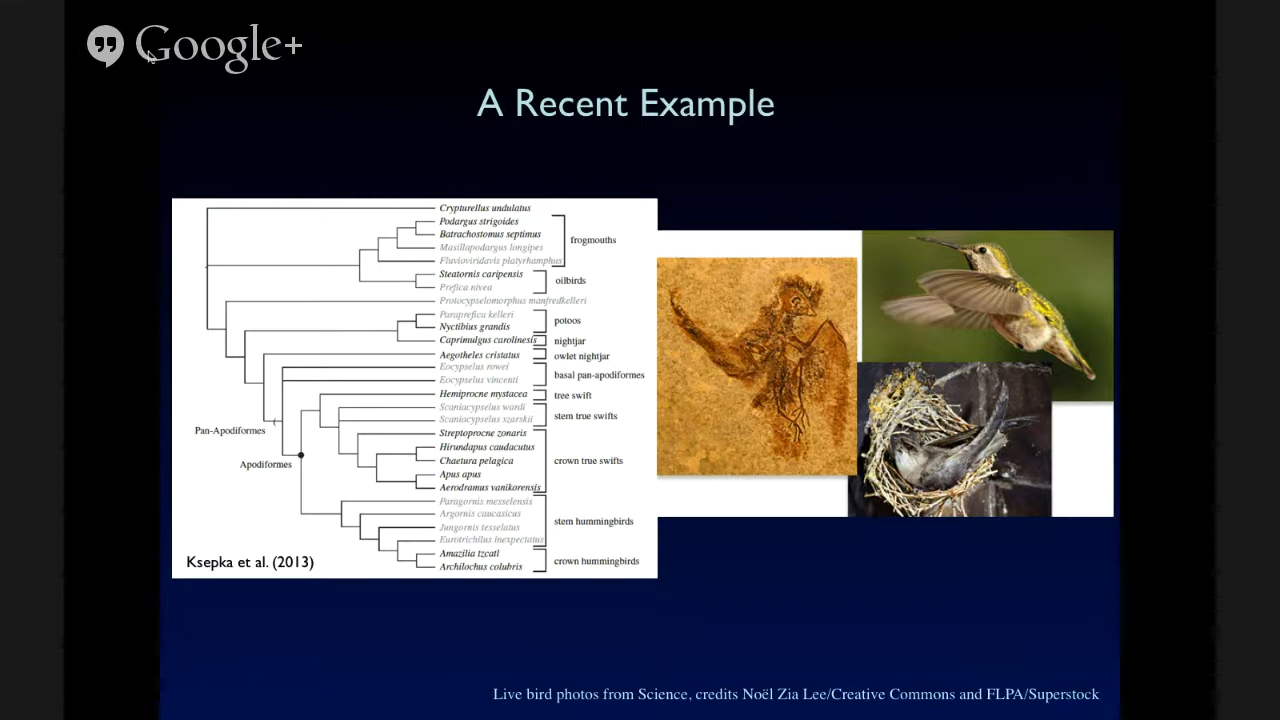 Google+
A Recent Example
Crypturellus undulatus
Podargus strigoides
Batrachostomus septimus
Masillapodargus longipes
Fluvioviridavis platyrhamphus
frogmouths
Steatornis caripensis
Prefica nivea
oilbirds
Protocypselomorphus manfredkelleri
Paraprefica kelleri
Nyctibius grandis
potoos
Caprimulgus carolinesis
nightjar
Aegotheles cristatus
owlet nightjar
Eocypselus rowei
Eocypselus vincenti
basal pan-apodiformes
Hemiprocne mystacea
tree swift
Scaniacypselus wardi
Scaniacypselus szarskii
stem true swifts
Streptoprocne zonaris
Hirundapus caudacutus
Chaetura pelagica
Apus apus
Aerodramus vanikorensis
crown true swifts
Pan-Apodiformes
Apodiformes
Paragornis messelensis
Argornis caucasicus
Jungornis tesselatus
Eurotrichilus inexpectatus
stem hummingbirds
Amazilia tzcatl
Archilochus colubris
crown hummingbirds
Ksepka et al. (2013)
Live bird photos from Science, credits Noël Zia Lee/Creative Commons and FLPA/Superstock